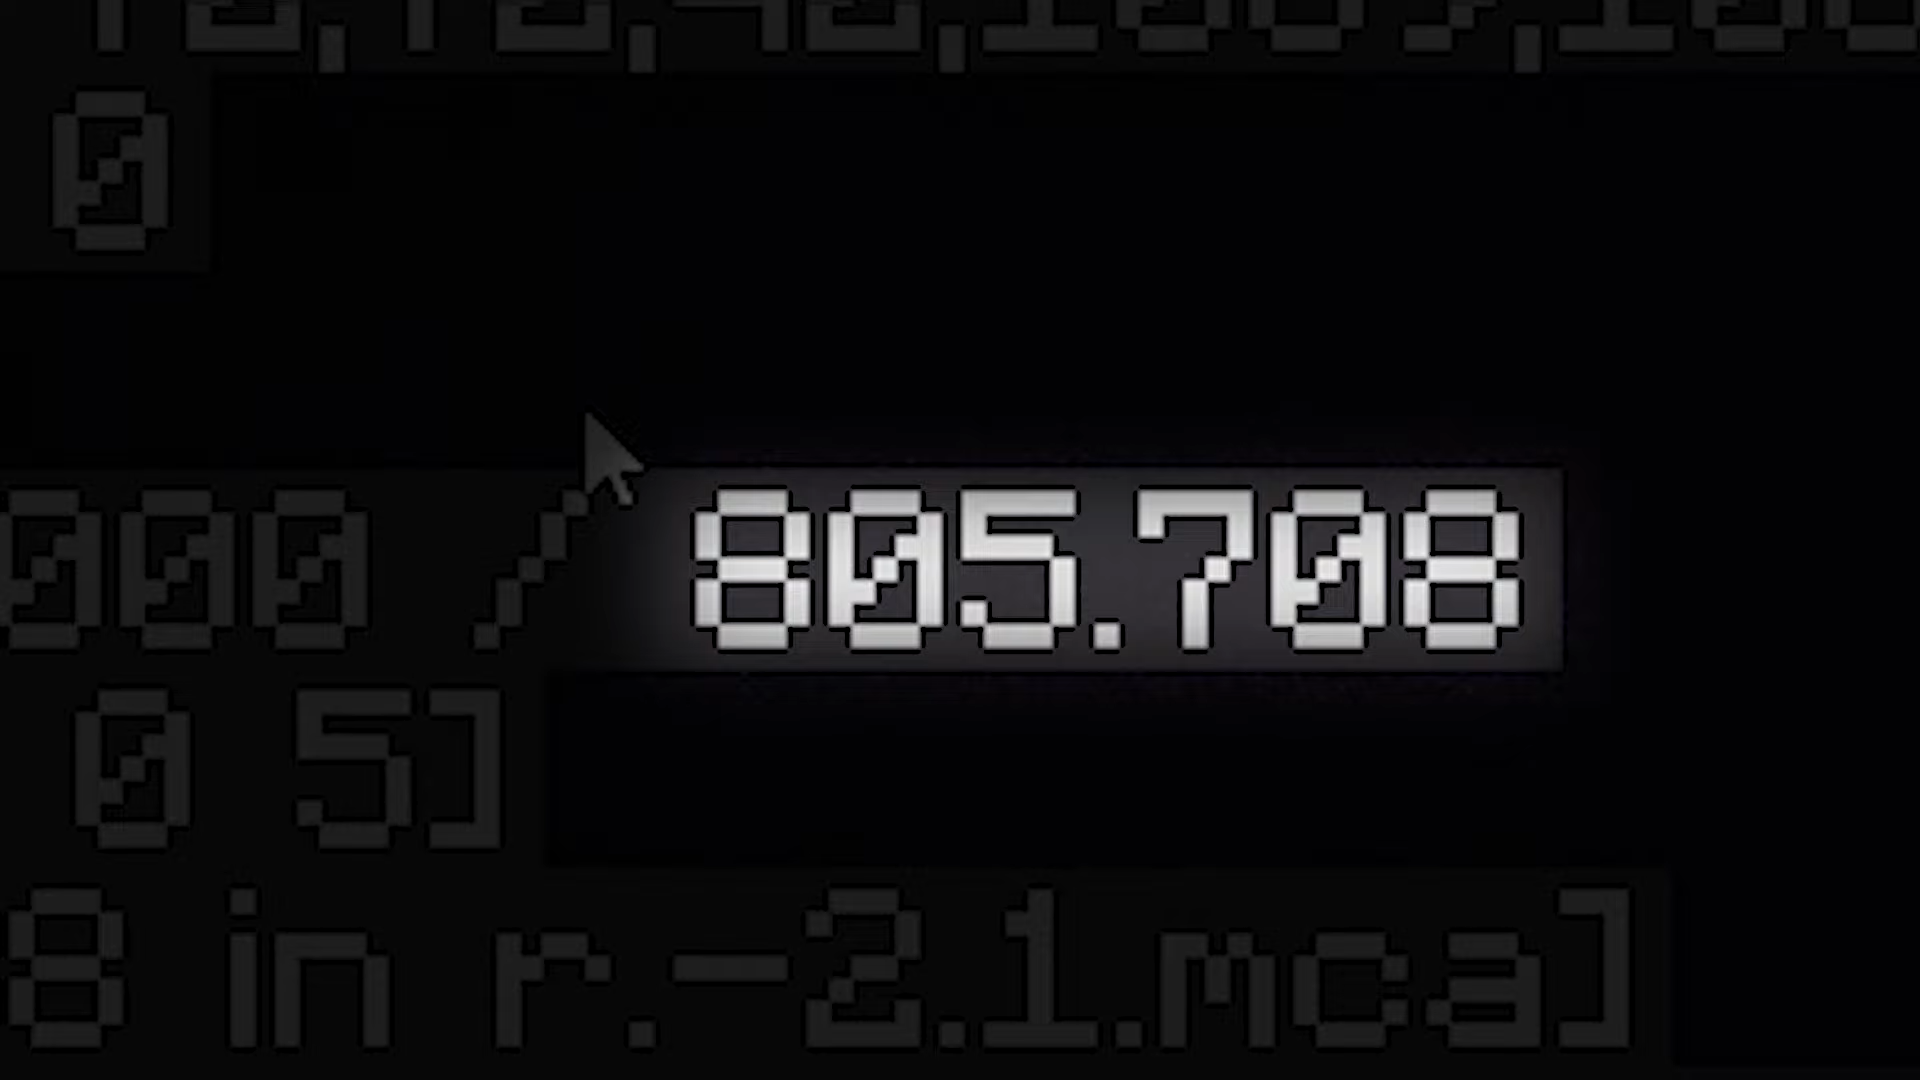 0
000 / 805.708
0 5]
8 in r.-2.1.mca]